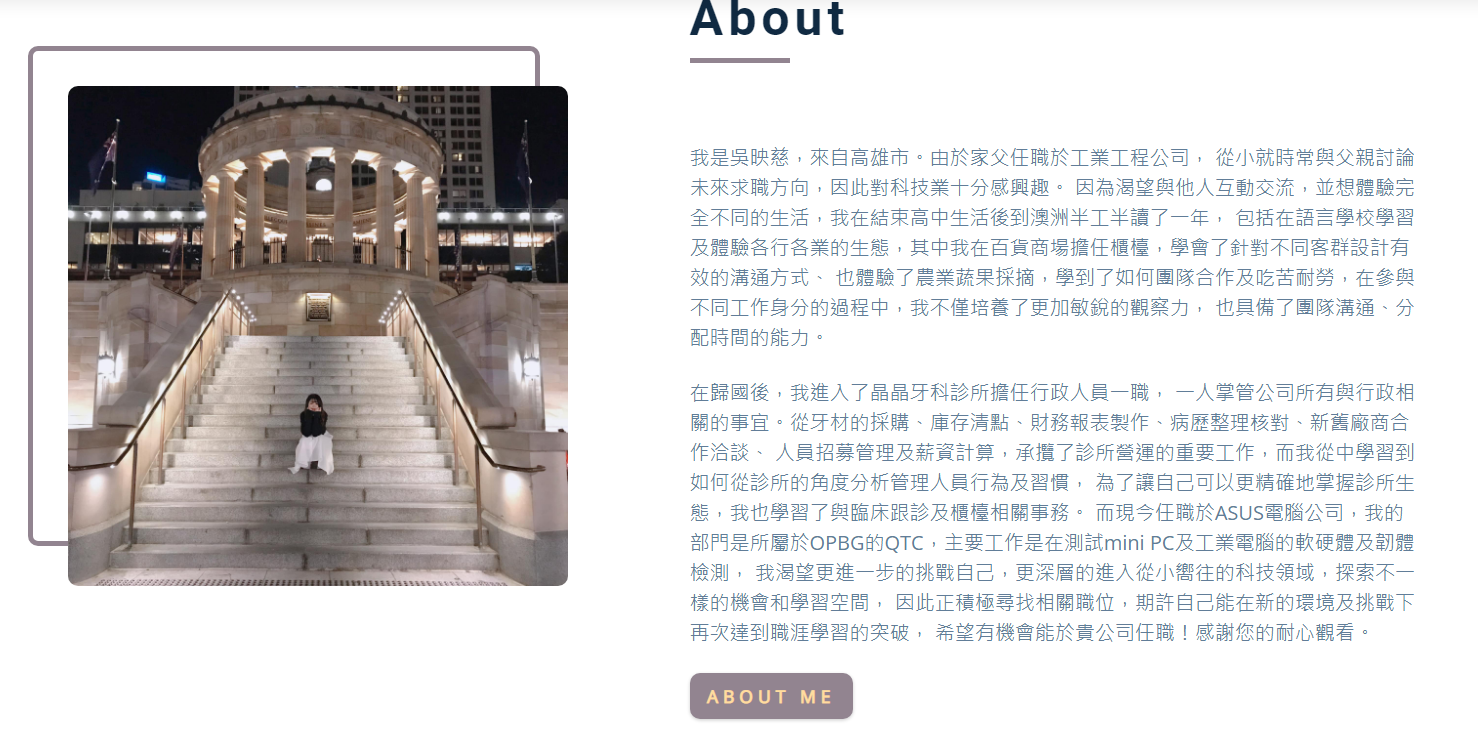 About
我是吳映慈，來自高雄市。由於家父任職於工業工程公司， 從小就時常與父親討論
未來求職方向，因此對科技業十分感興趣。 因為渴望與他人互動交流，並想體驗完
全不同的生活，我在結束高中生活後到澳洲半工半讀了一年， 包括在語言學校學習
及體驗各行各業的生態，其中我在百貨商場擔任櫃檯，學會了針對不同客群設計有
效的溝通方式、 也體驗了農業蔬果採摘，學到了如何團隊合作及吃苦耐勞，在參與
不同工作身分的過程中，我不僅培養了更加敏銳的觀察力， 也具備了團隊溝通、分
配時間的能力。
在歸國後，我進入了晶晶牙科診所擔任行政人員一職， 一人掌管公司所有與行政相
關的事宜。從牙材的採購、庫存清點、財務報表製作、病歷整理核對、新舊廠商合
作洽談、 人員招募管理及薪資計算，承攬了診所營運的重要工作，而我從中學習到
如何從診所的角度分析管理人員行為及習慣， 為了讓自己可以更精確地掌握診所生
態，我也學習了與臨床跟診及櫃檯相關事務。 而現今任職於ASUS電腦公司，我的
部門是所屬於OPBG的QTC，主要工作是在測試mini PC及工業電腦的軟硬體及韌體
檢測， 我渴望更進一步的挑戰自己，更深層的進入從小嚮往的科技領域，探索不一
樣的機會和學習空間， 因此正積極尋找相關職位，期許自己能在新的環境及挑戰下
再次達到職涯學習的突破， 希望有機會能於貴公司任職！感謝您的耐心觀看。
ABOUT ME